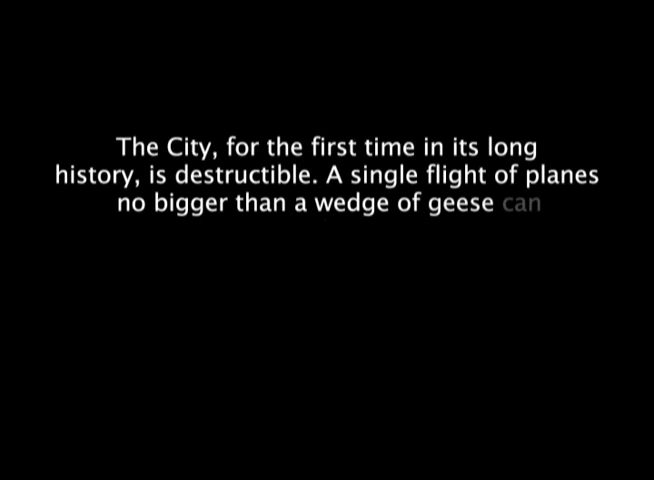 The City, for the first time in its long
history, is destructible. A single flight of planes
no bigger than a wedge of geese can